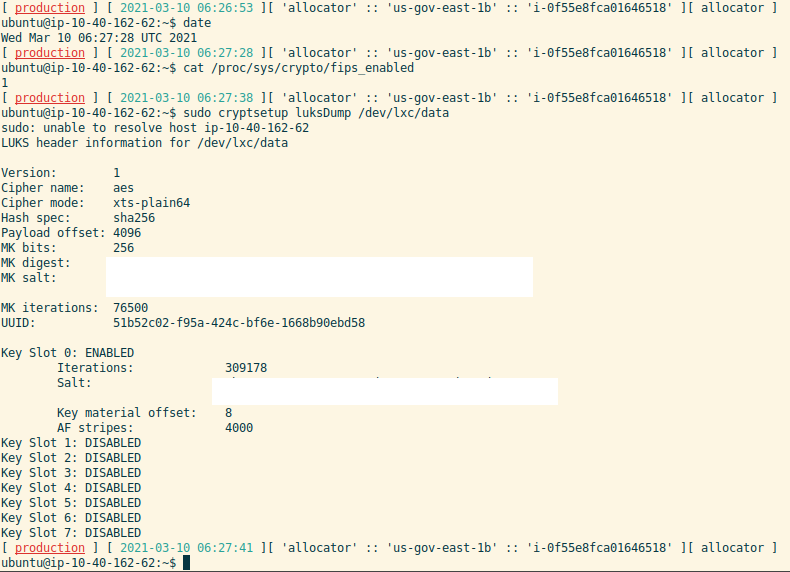 [ production ] [ 2021-03-10 06:26:53 ][ 'allocator' :: 'us-gov-east-1b' :: 'i-0f55e8fca01646518' ][ allocator ]
ubuntu@ip-10-40-162-62:~$ date
Wed Mar 10 06:27:28 UTC 2021
[ production ] [ 2021-03-10 06:27:28 ][ 'allocator' :: 'us-gov-east-1b' :: 'i-0f55e8fca01646518' ][ allocator ]
ubuntu@ip-10-40-162-62:~$ cat /proc/sys/crypto/fips_enabled
1
[ production ] [ 2021-03-10 06:27:38 ][ 'allocator' :: 'us-gov-east-1b' :: 'i-0f55e8fca01646518' ][ allocator ]
ubuntu@ip-10-40-162-62:~$ sudo cryptsetup luksDump /dev/lxc/data
sudo: unable to resolve host ip-10-40-162-62
LUKS header information for /dev/lxc/data

Version:        1
Cipher name:    aes
Cipher mode:    xts-plain64
Hash spec:      sha256
Payload offset: 4096
MK bits:        256
MK digest:
MK salt:

MK iterations:  76500
UUID:           51b52c02-f95a-424c-bf6e-1668b90ebd58

Key Slot 0: ENABLED
        Iterations:             309178
        Salt:

        Key material offset:    8
        AF stripes:             4000
Key Slot 1: DISABLED
Key Slot 2: DISABLED
Key Slot 3: DISABLED
Key Slot 4: DISABLED
Key Slot 5: DISABLED
Key Slot 6: DISABLED
Key Slot 7: DISABLED
[ production ] [ 2021-03-10 06:27:41 ][ 'allocator' :: 'us-gov-east-1b' :: 'i-0f55e8fca01646518' ][ allocator ]
ubuntu@ip-10-40-162-62:~$